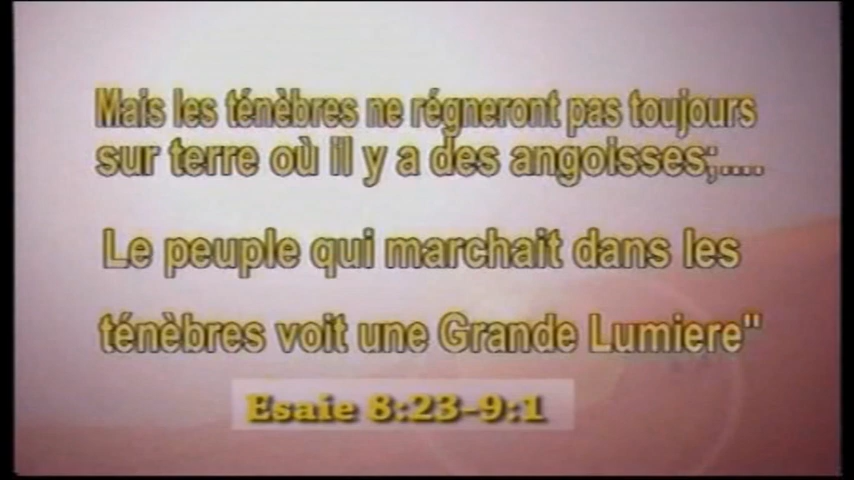 Mais les ténèbres ne régneront pas toujours
sur terre où il y a des angoisses;....
Le peuple qui marchait dans les
ténèbres voit une Grande Lumiere"
Esaie 8:23-9:1